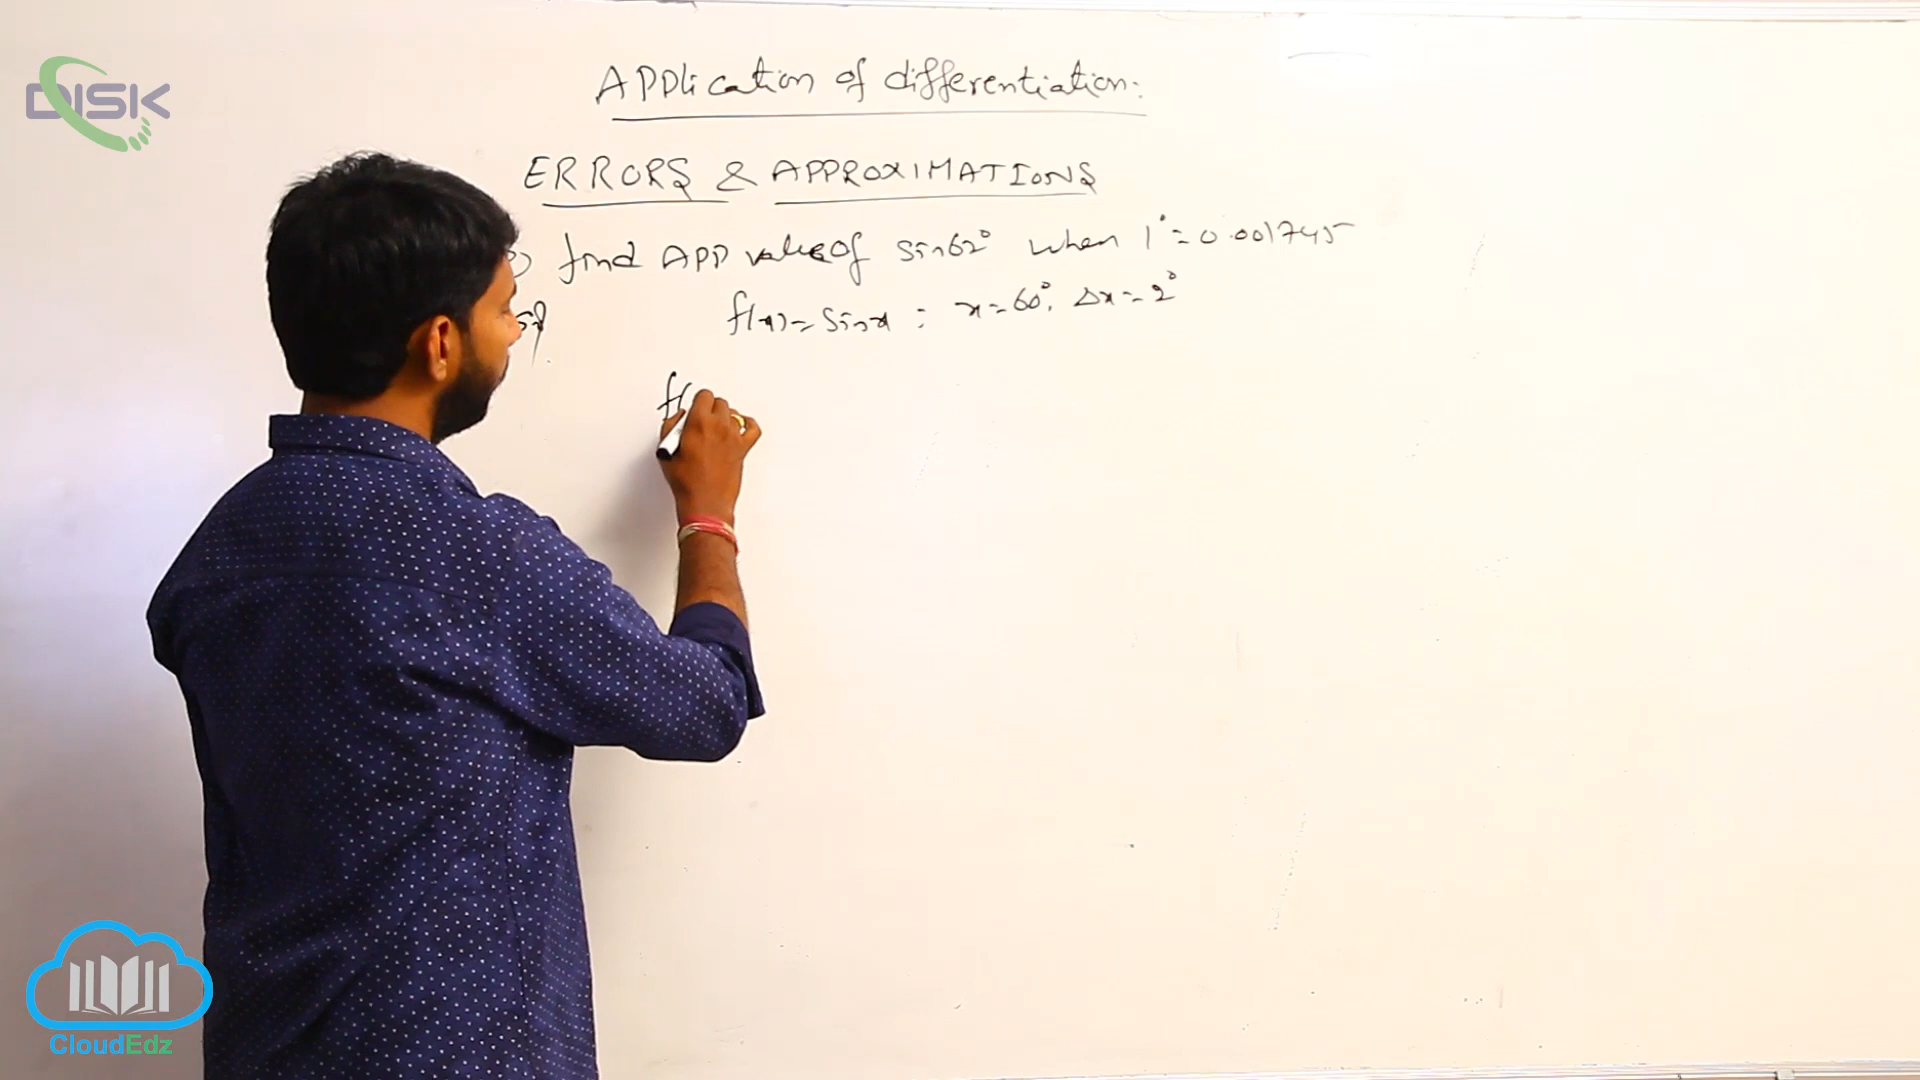 DISK
APPlication of differentiation:
ERRORS & APPROXIMATIONS
) find APP value of sin62° when 1° = 0.001745
sol f(x) = sinx : x = 60°, Δx = 2°
f(
CloudEdz